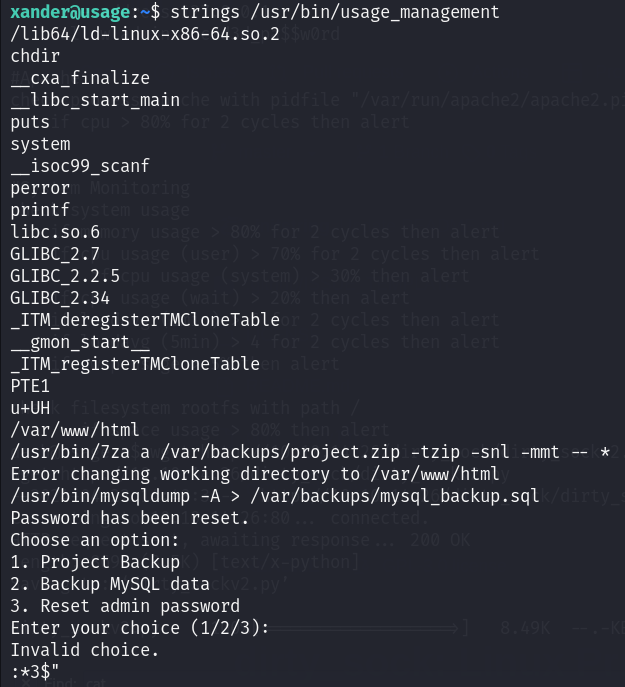 xander@usage:~$ strings /usr/bin/usage_management
/lib64/ld-linux-x86-64.so.2
chdir
__cxa_finalize
__libc_start_main
puts
system
__isoc99_scanf
perror
printf
libc.so.6
GLIBC_2.7
GLIBC_2.2.5
GLIBC_2.34
_ITM_deregisterTMCloneTable
__gmon_start__
_ITM_registerTMCloneTable
PTE1
u+UH
/var/www/html
/usr/bin/7za a /var/backups/project.zip -tzip -snl -mmt -- *
Error changing working directory to /var/www/html
/usr/bin/mysqldump -A > /var/backups/mysql_backup.sql
Password has been reset.
Choose an option:
1. Project Backup
2. Backup MySQL data
3. Reset admin password
Enter your choice (1/2/3):
Invalid choice.
:*3$"